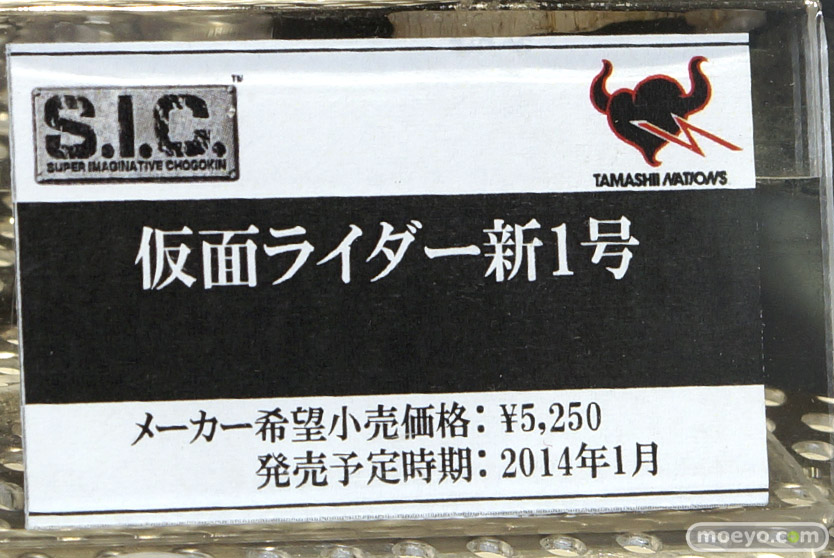 S.I.C.
TM
SUPER IMAGINATIVE CHOGOKIN
TAMASHII NATIONS
仮面ライダー新1号
メーカー希望小売価格：¥5,250
発売予定時期：2014年1月
moeyo.com